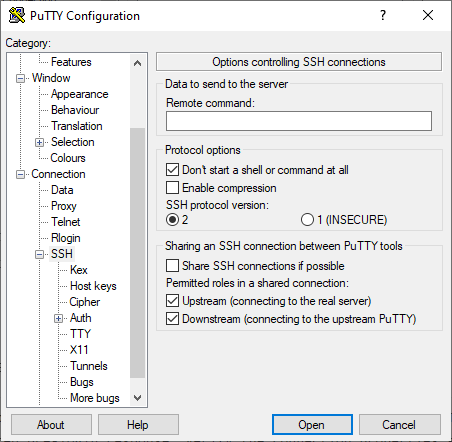 PuTTY Configuration
?
Category:
Features
Window
Appearance
Behaviour
Translation
Selection
Colours
Connection
Data
Proxy
Telnet
Rlogin
SSH
Kex
Host keys
Cipher
Auth
TTY
X11
Tunnels
Bugs
More bugs
Options controlling SSH connections
Data to send to the server
Remote command:
Protocol options
Don't start a shell or command at all
Enable compression
SSH protocol version:
2 1 (INSECURE)
Sharing an SSH connection between PuTTY tools
Share SSH connections if possible
Permitted roles in a shared connection:
Upstream (connecting to the real server)
Downstream (connecting to the upstream PuTTY)
About Help Open Cancel